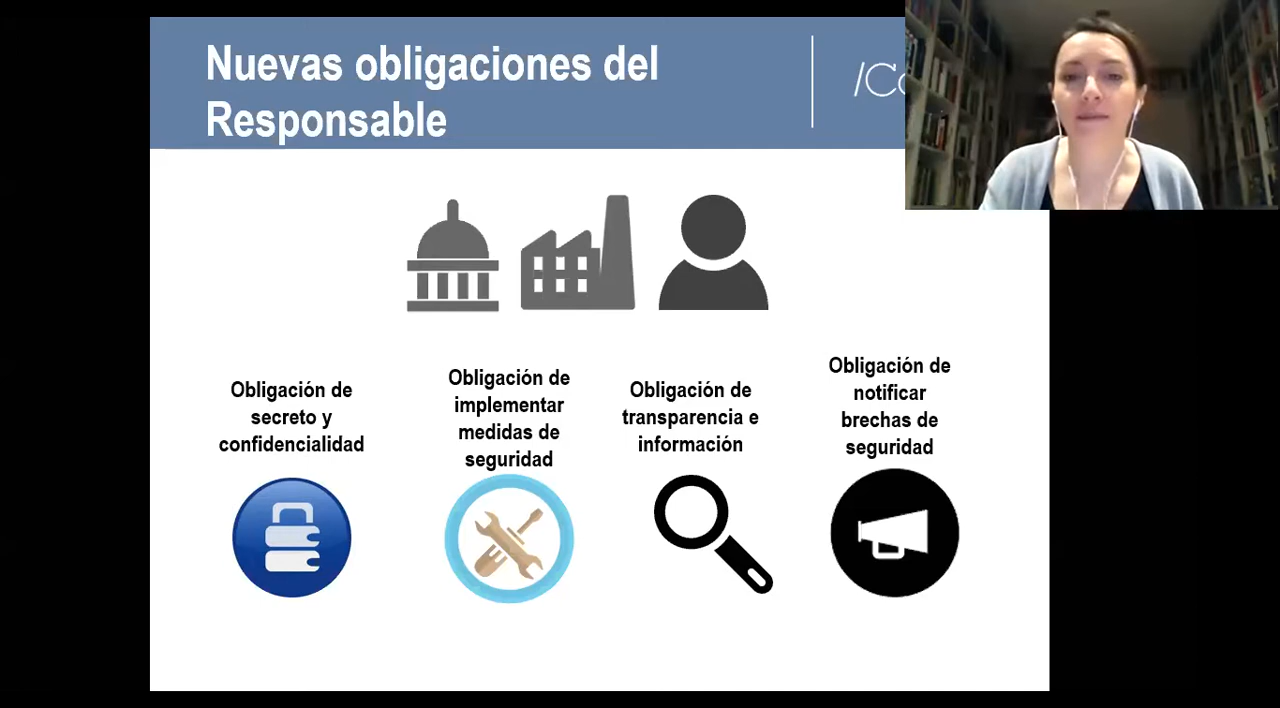 Nuevas obligaciones del
Responsable
Obligación de
secreto y
confidencialidad
Obligación de
implementar
medidas de
seguridad
Obligación de
transparencia e
información
Obligación de
notificar
brechas de
seguridad